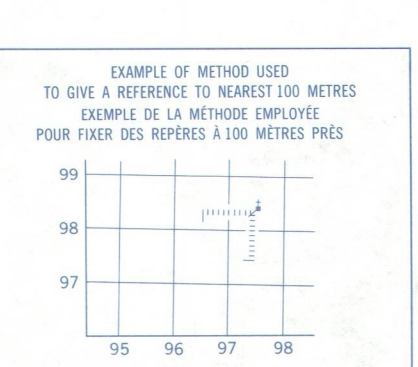 EXAMPLE OF METHOD USED
TO GIVE A REFERENCE TO NEAREST 100 METRES
EXEMPLE DE LA MÉTHODE EMPLOYÉE
POUR FIXER DES REPÈRES À 100 MÈTRES PRÈS
99
98
97
95 96 97 98